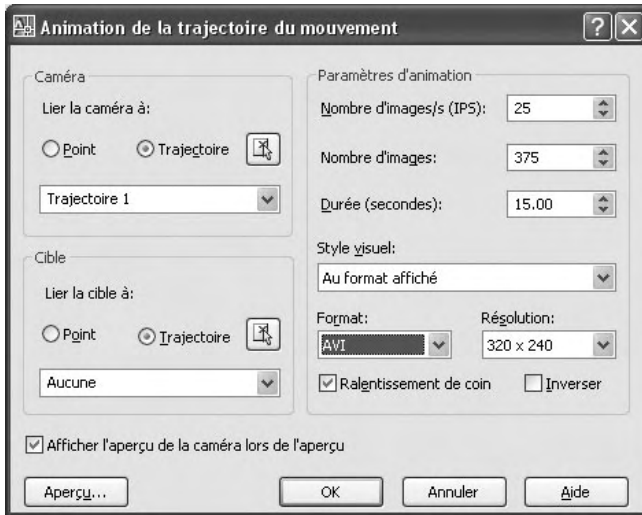 Animation de la trajectoire du mouvement
Caméra
Lier la caméra à:
Point Trajectoire
Trajectoire 1
Cible
Lier la cible à:
Point Trajectoire
Aucune
Paramètres d'animation
Nombre d'images/s (IPS): 25
Nombre d'images: 375
Durée (secondes): 15.00
Style visuel:
Au format affiché
Format: Résolution:
AVI 320 x 240
Ralentissement de coin Inverser
Afficher l'aperçu de la caméra lors de l'aperçu
Aperçu... OK Annuler Aide